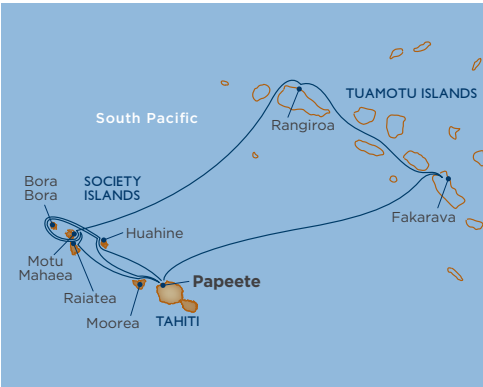 TUAMOTU ISLANDS
South Pacific
Rangiroa
Bora
Bora
SOCIETY
ISLANDS
Fakarava
Huahine
Motu
Mahaea
Papeete
Raiatea
Moorea
TAHITI